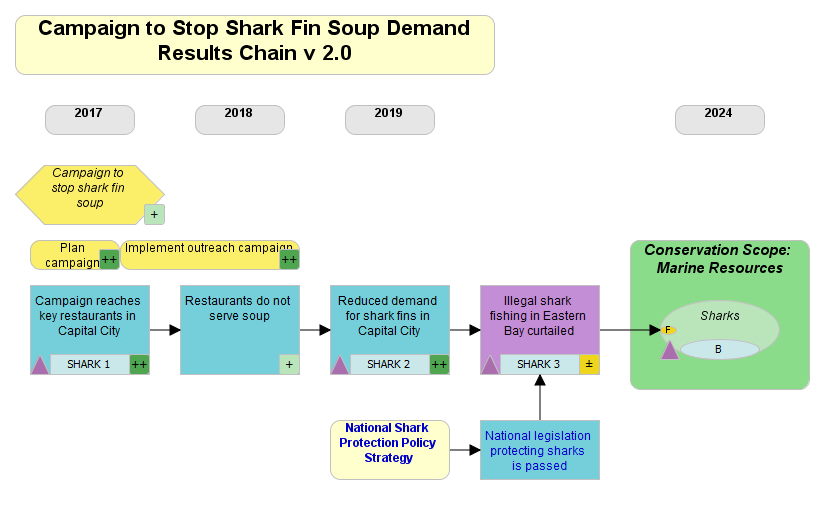 Campaign to Stop Shark Fin Soup Demand
Results Chain v 2.0
2017
2018
2019
2024
Campaign to
stop shark fin
soup
+
Plan
campaign
++
Implement outreach campaign
++
Conservation Scope:
Marine Resources
Campaign reaches
key restaurants in
Capital City
SHARK 1
++
Restaurants do not
serve soup
+
Reduced demand
for shark fins in
Capital City
SHARK 2
++
Illegal shark
fishing in Eastern
Bay curtailed
SHARK 3
±
Sharks
F
B
National Shark
Protection Policy
Strategy
National legislation
protecting sharks
is passed